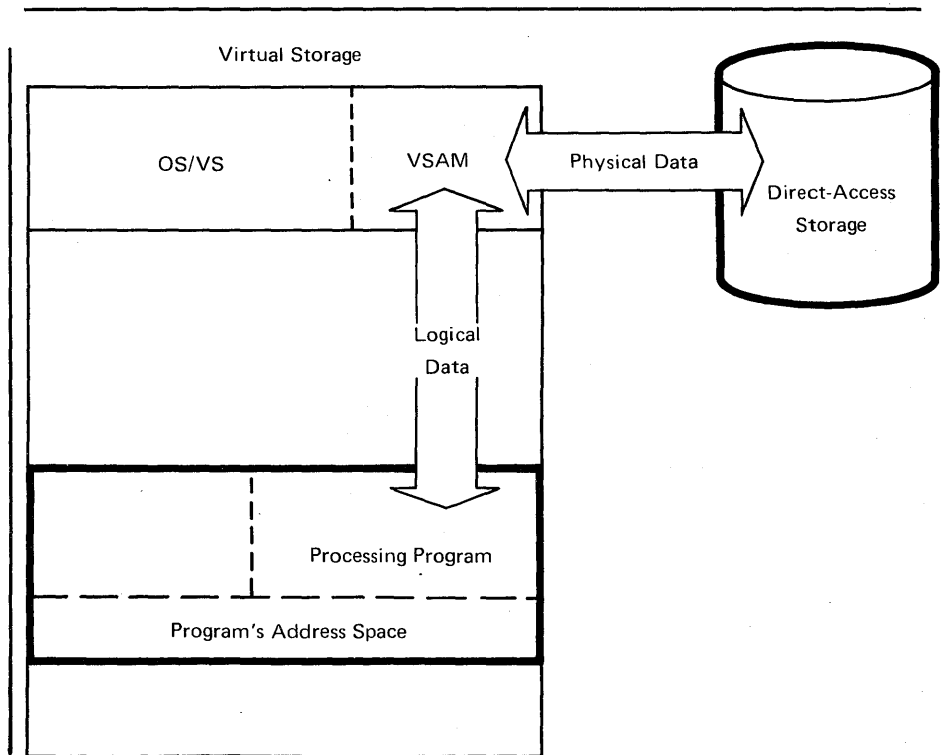 Virtual Storage
OS/VS
VSAM
Physical Data
Direct-Access
Storage
Logical
Data
Processing Program
Program's Address Space